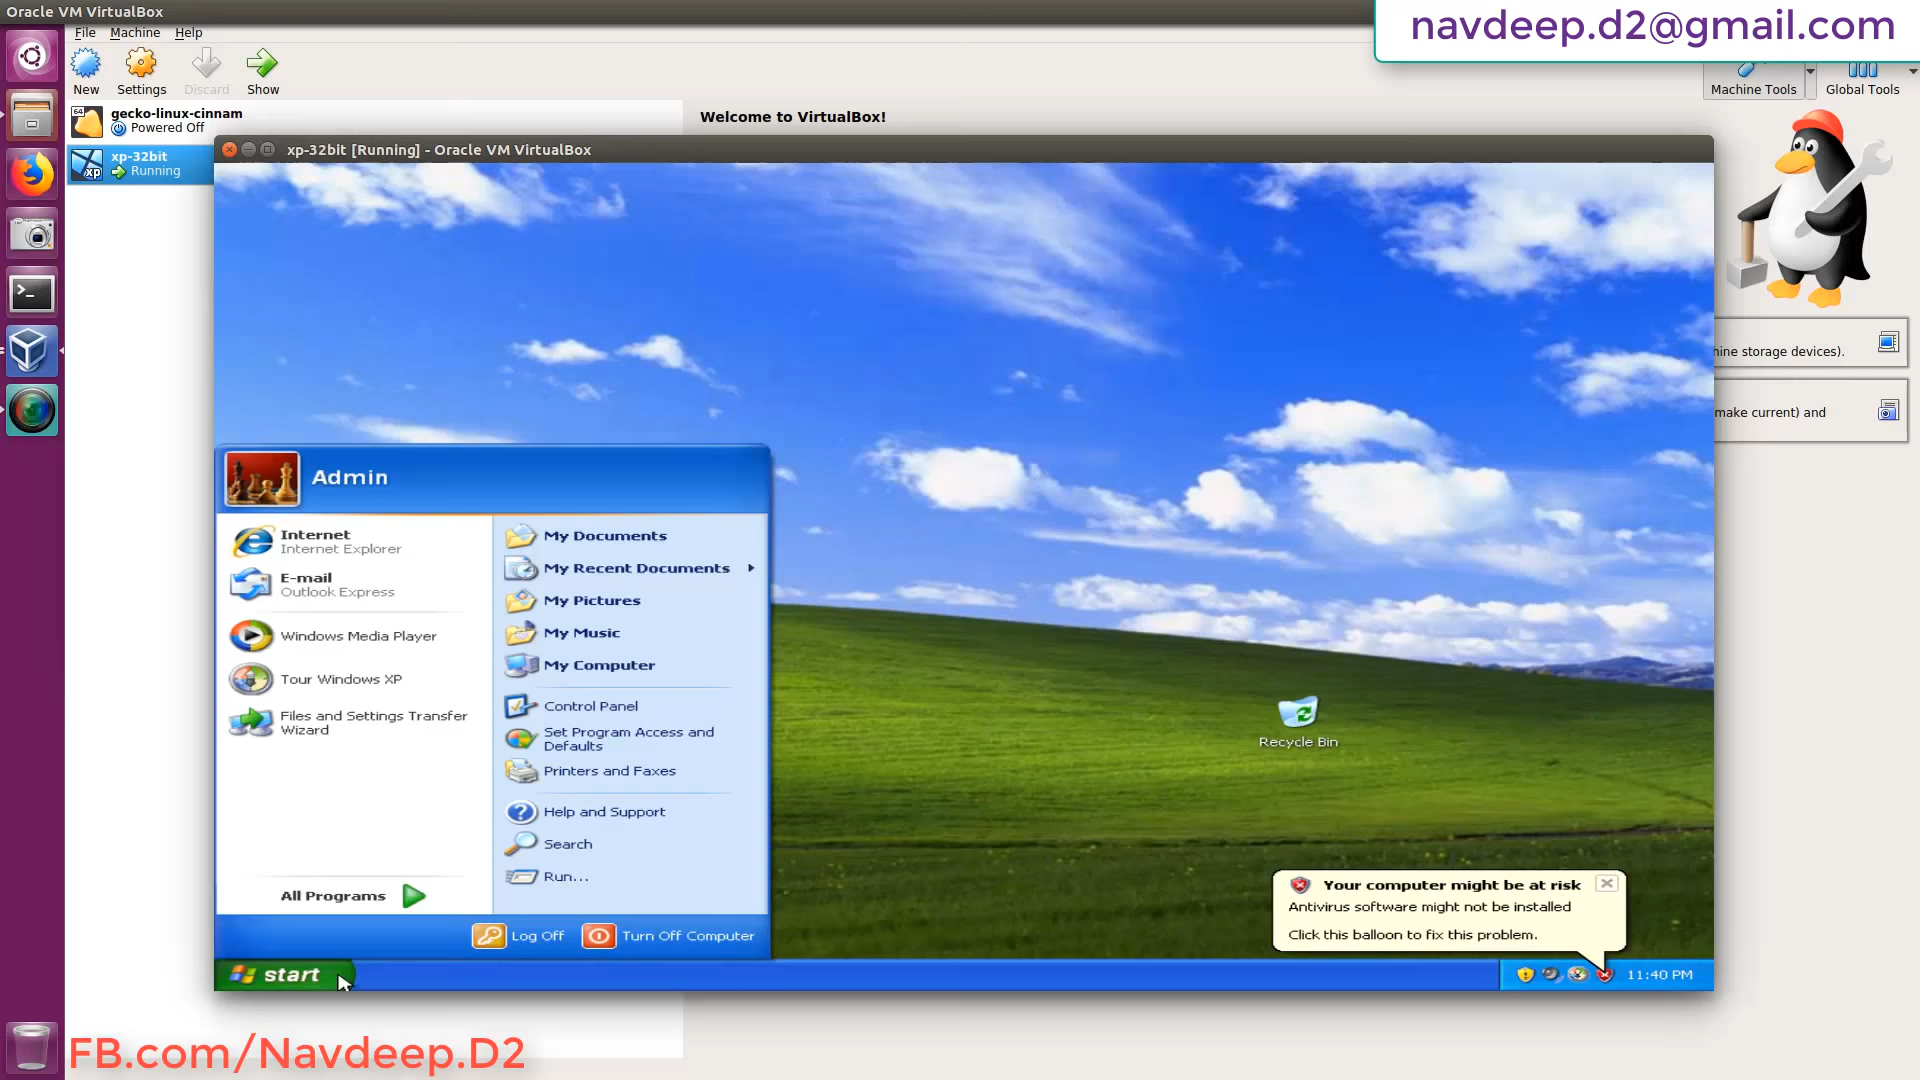 Oracle VM VirtualBox
navdeep.d2@gmail.com
File Machine Help
New Settings Discard Show
Machine Tools Global Tools
64
gecko-linux-cinnam
Powered Off
Welcome to VirtualBox!
xp
xp-32bit
Running
xp-32bit [Running] - Oracle VM VirtualBox
hine storage devices).
make current) and
Admin
Internet
Internet Explorer
E-mail
Outlook Express
Windows Media Player
Tour Windows XP
Files and Settings Transfer
Wizard
All Programs
My Documents
My Recent Documents
My Pictures
My Music
My Computer
Control Panel
Set Program Access and
Defaults
Printers and Faxes
Help and Support
Search
Run...
Log Off Turn Off Computer
Recycle Bin
Your computer might be at risk
Antivirus software might not be installed
Click this balloon to fix this problem.
start
11:40 PM
FB.com/Navdeep.D2